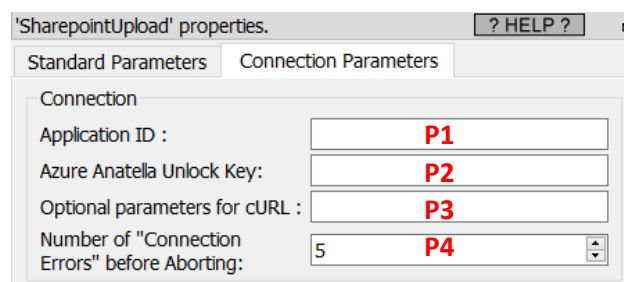 'SharepointUpload' properties. ? HELP ?
Standard Parameters Connection Parameters
Connection
Application ID : P1
Azure Anatella Unlock Key: P2
Optional parameters for cURL : P3
Number of "Connection
Errors" before Aborting: 5 P4